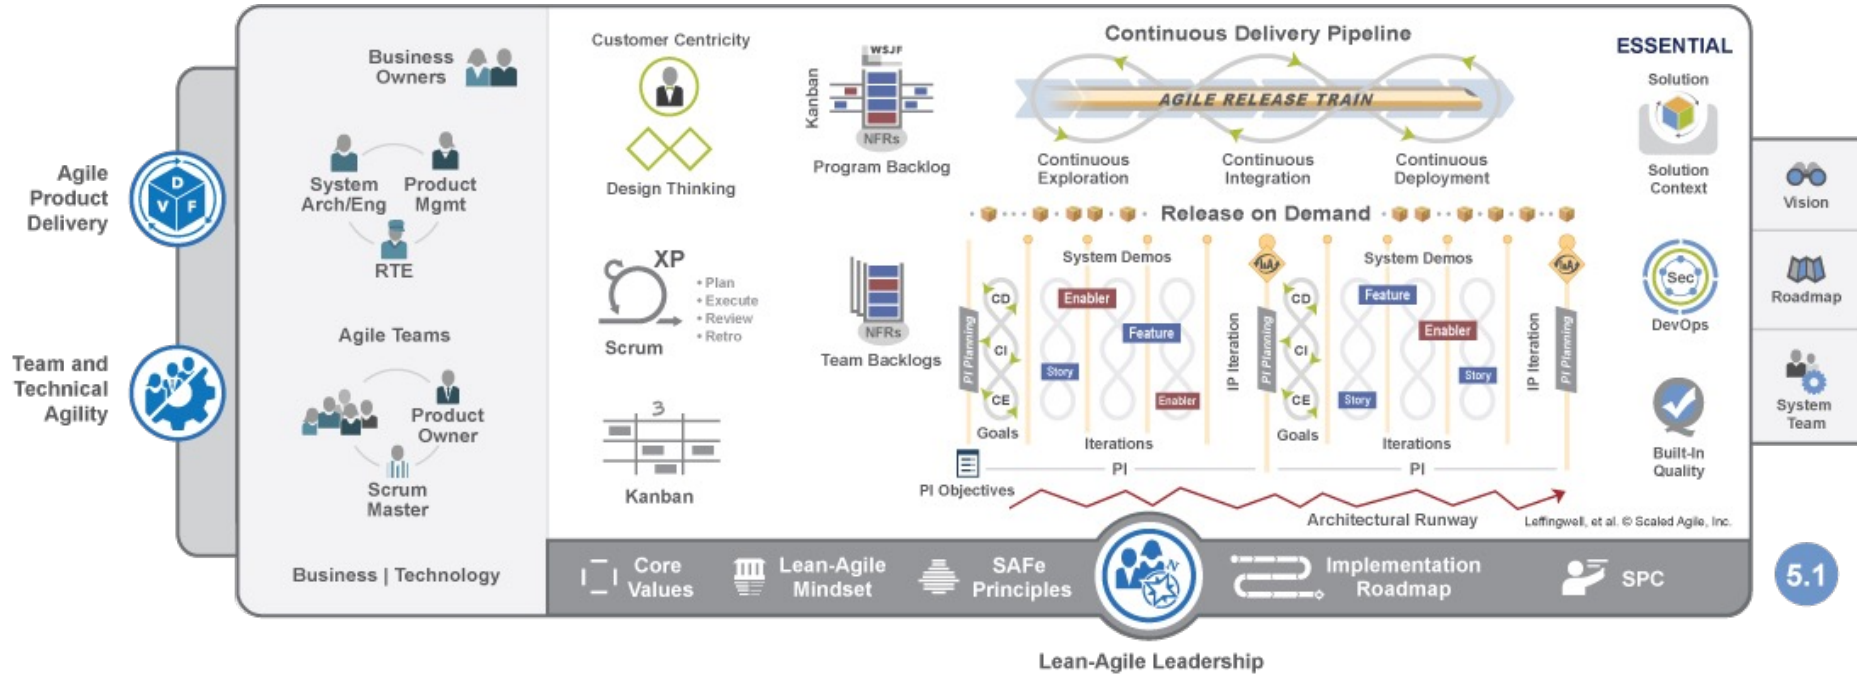 Agile
Product
Delivery
D
V F
Team and
Technical
Agility
Business
Owners
System
Arch/Eng
Product
Mgmt
RTE
Agile Teams
Product
Owner
Scrum
Master
Business | Technology
Customer Centricity
Design Thinking
XP
• Plan
• Execute
• Review
• Retro
Scrum
3
Kanban
WSJF
Kanban
NFRs
Program Backlog
NFRs
Team Backlogs
Continuous Delivery Pipeline
AGILE RELEASE TRAIN
Continuous
Exploration
Continuous
Integration
Continuous
Deployment
Release on Demand
System Demos
System Demos
I&A
I&A
PI Planning
CD
CI
CE
Goals
Enabler
Feature
Story
Enabler
Iterations
IP Iteration
PI Planning
CD
CI
CE
Goals
Feature
Enabler
Story
Story
Iterations
IP Iteration
PI Planning
PI
PI
PI Objectives
Architectural Runway
Leffingwell, et al. © Scaled Agile, Inc.
ESSENTIAL
Solution
Solution
Context
Sec
DevOps
Built-In
Quality
Vision
Roadmap
System
Team
Core
Values
Lean-Agile
Mindset
SAFe
Principles
N
Implementation
Roadmap
SPC
5.1
Lean-Agile Leadership